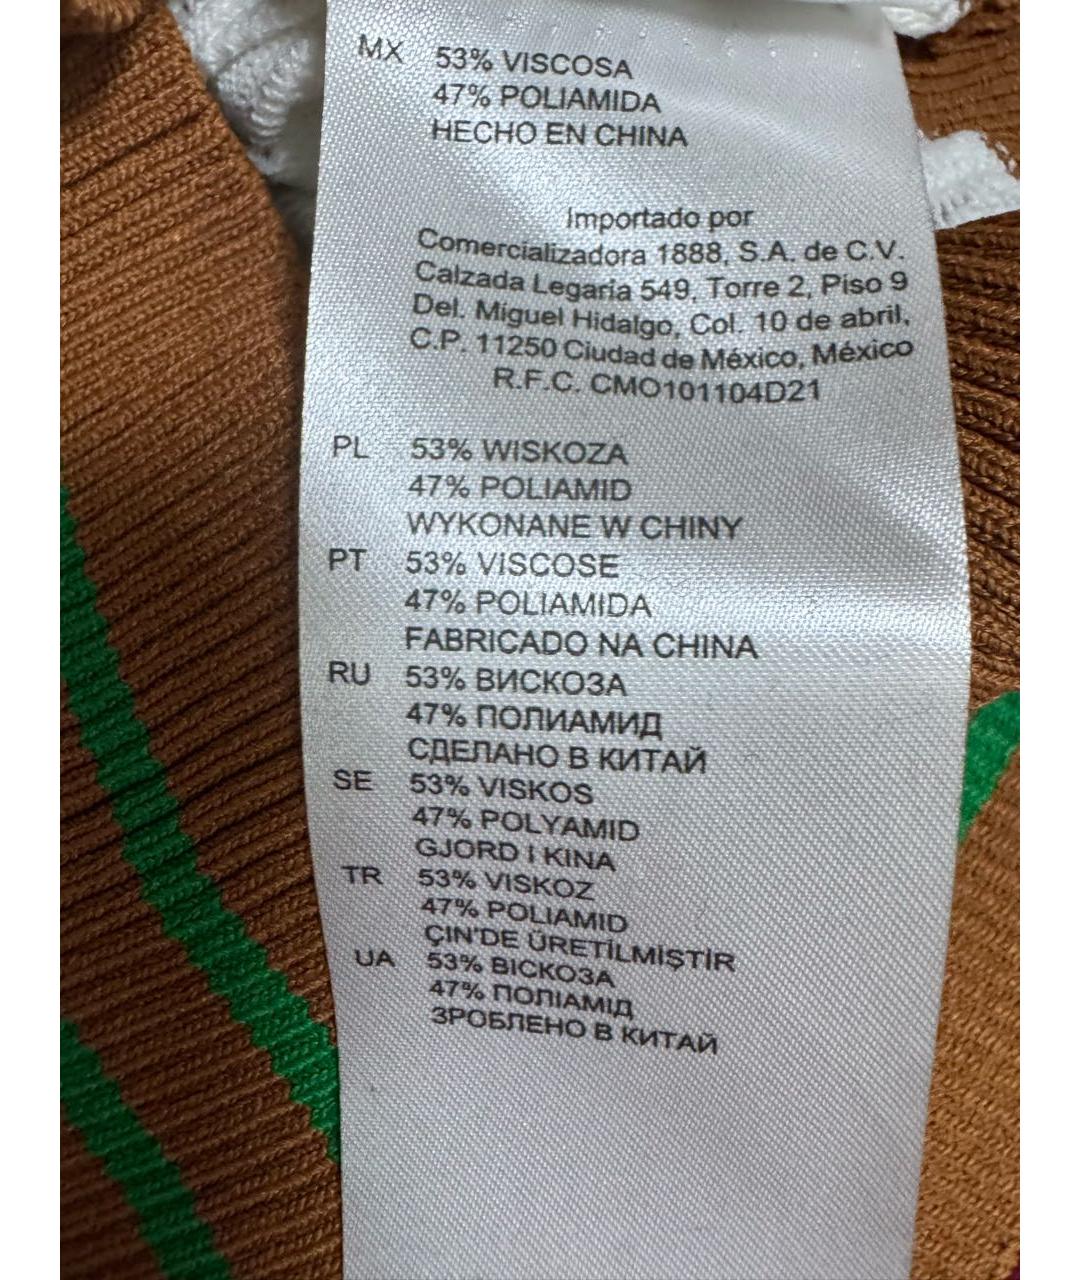 MX 53% VISCOSA
47% POLIAMIDA
HECHO EN CHINA
Importado por
Comercializadora 1888, S.A. de C.V.
Calzada Legaria 549, Torre 2, Piso 9
Del. Miguel Hidalgo, Col. 10 de abril,
C.P. 11250 Ciudad de México, México
R.F.C. CMO101104D21
PL 53% WISKOZA
47% POLIAMID
WYKONANE W CHINY
PT 53% VISCOSE
47% POLIAMIDA
FABRICADO NA CHINA
RU 53% ВИСКОЗА
47% ПОЛИАМИД
СДЕЛАНО В КИТАЙ
SE 53% VISKOS
47% POLYAMID
GJORD I KINA
TR 53% VISKOZ
47% POLIAMID
ÇIN'DE ÜRETİLMİŞTİR
UA 53% ВІСКОЗА
47% ПОЛІАМІД
ЗРОБЛЕНО В КИТАЙ